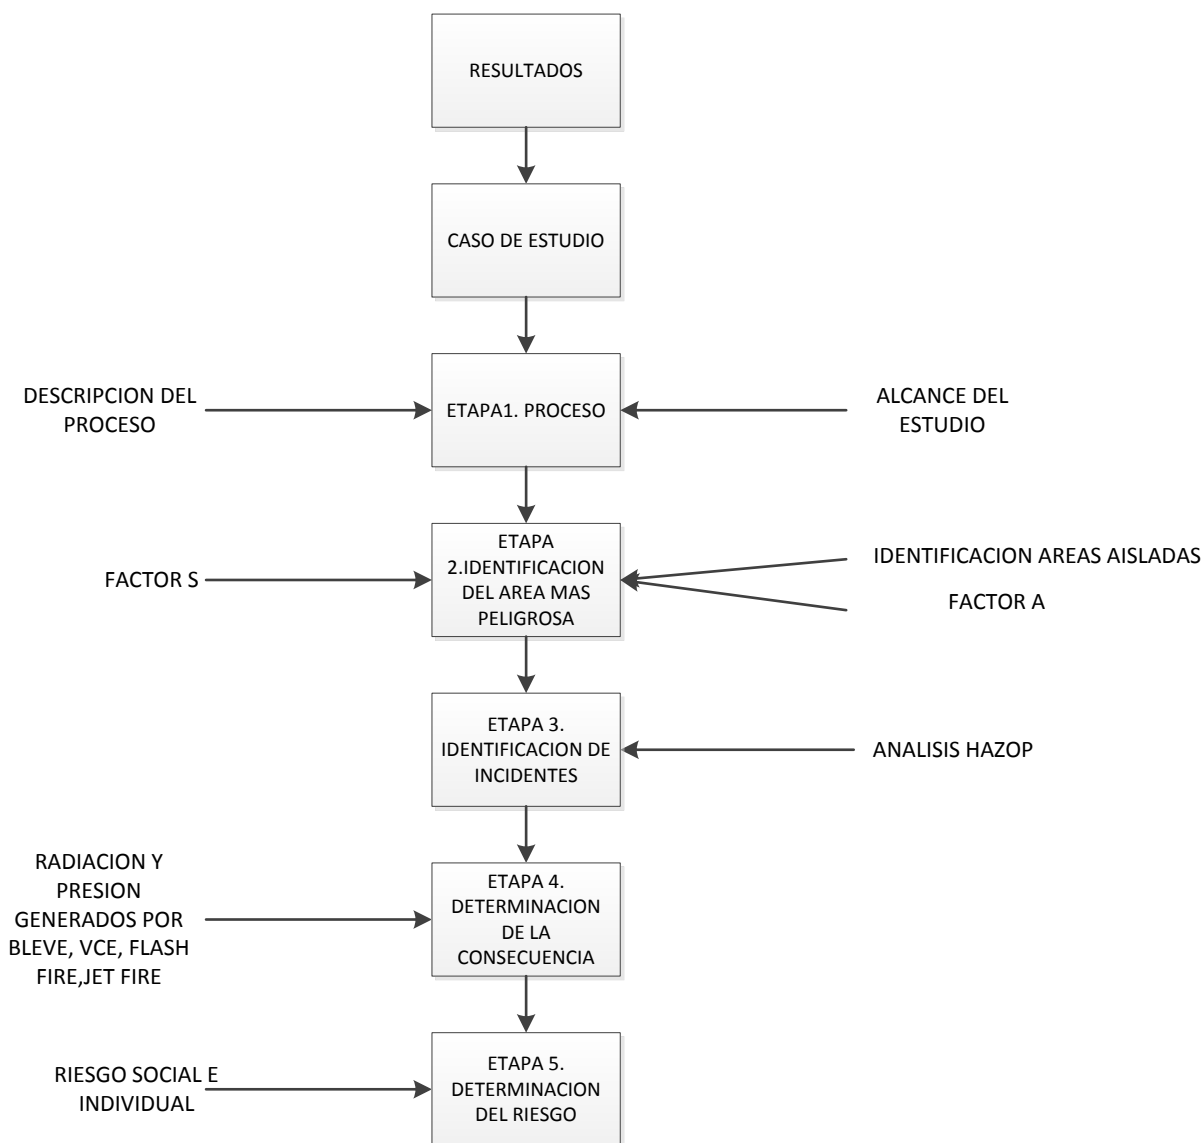 RESULTADOS
CASO DE ESTUDIO
DESCRIPCION DEL
PROCESO
ETAPA1. PROCESO
ALCANCE DEL
ESTUDIO
FACTOR S
ETAPA
2.IDENTIFICACION
DEL AREA MAS
PELIGROSA
IDENTIFICACION AREAS AISLADAS
FACTOR A
ETAPA 3.
IDENTIFICACION DE
INCIDENTES
ANALISIS HAZOP
RADIACION Y
PRESION
GENERADOS POR
BLEVE, VCE, FLASH
FIRE,JET FIRE
ETAPA 4.
DETERMINACION
DE LA
CONSECUENCIA
RIESGO SOCIAL E
INDIVIDUAL
ETAPA 5.
DETERMINACION
DEL RIESGO